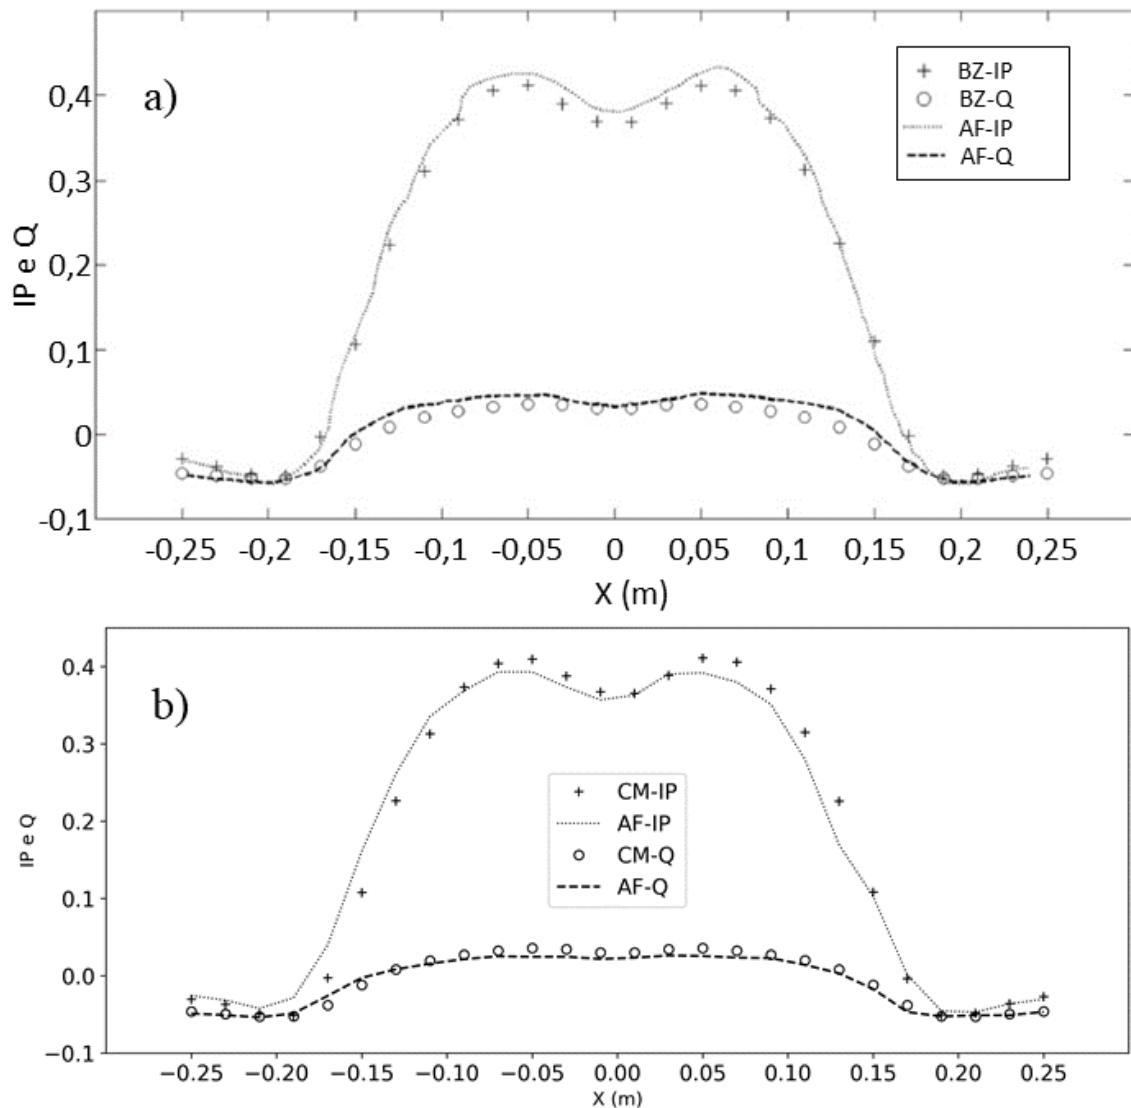 a)
BZ-IP
BZ-Q
AF-IP
AF-Q
IP e Q
0,4
0,3
0,2
0,1
0
-0,1
-0,25 -0,2 -0,15 -0,1 -0,05 0 0,05 0,1 0,15 0,2 0,25
X (m)
b)
CM-IP
AF-IP
CM-Q
AF-Q
IP e Q
0.4
0.3
0.2
0.1
0.0
−0.1
−0.25 −0.20 −0.15 −0.10 −0.05 0.00 0.05 0.10 0.15 0.20 0.25
X (m)